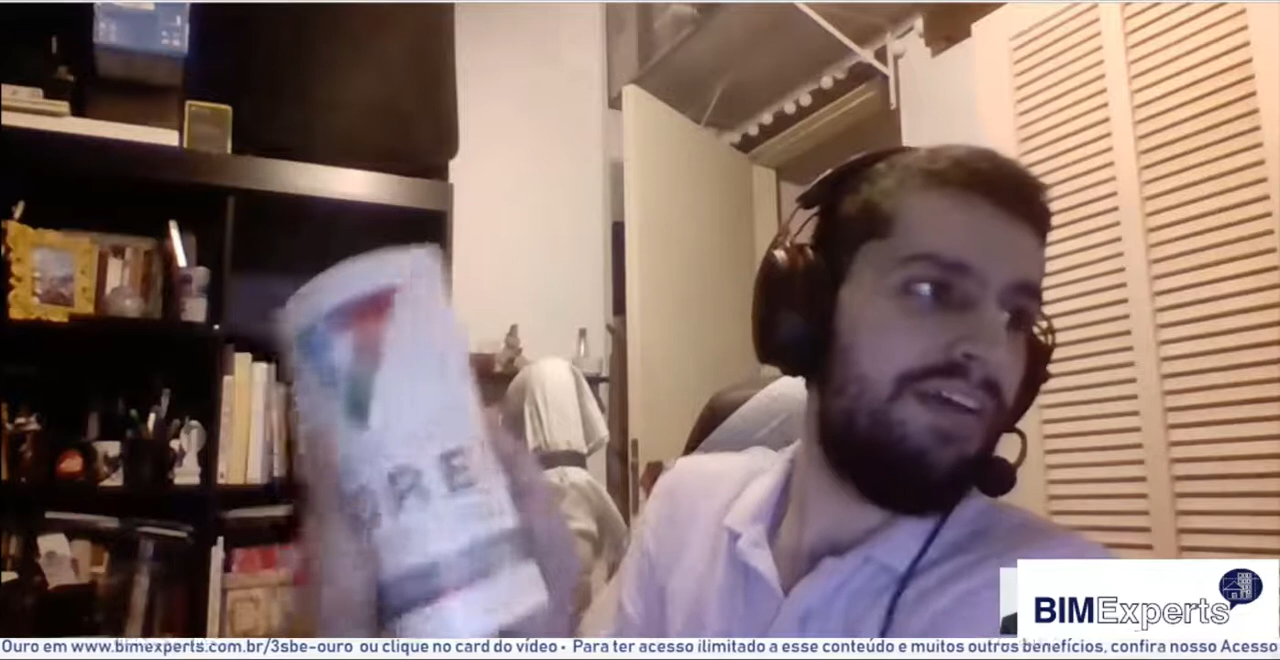 BRE
BIMExperts
Ouro em www.bimexperts.com.br/3sbe-ouro ou clique no card do vídeo • Para ter acesso ilimitado a esse conteúdo e muitos outros benefícios, confira nosso Acesso